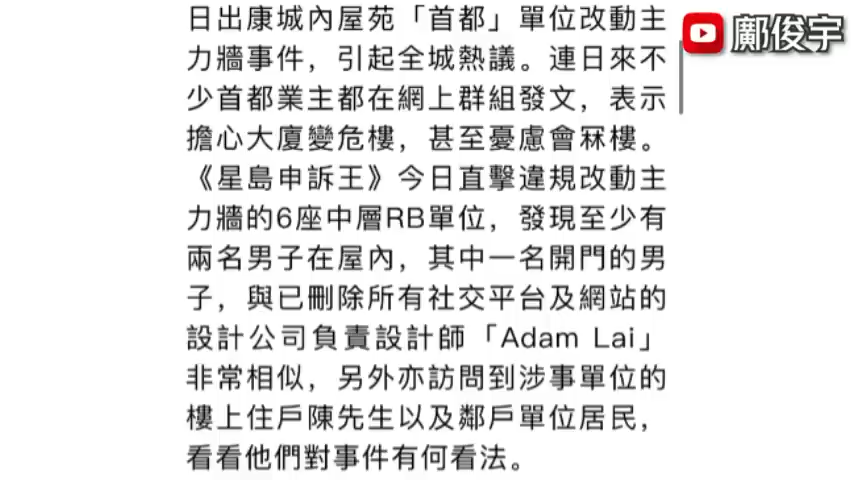 日出康城內屋苑「首都」單位改動主
力牆事件，引起全城熱議。連日來不
少首都業主都在網上群組發文，表示
擔心大廈變危樓，甚至憂慮會冧樓。
《星島申訴王》今日直擊違規改動主
力牆的6座中層RB單位，發現至少有
兩名男子在屋內，其中一名開門的男
子，與已刪除所有社交平台及網站的
設計公司負責設計師「Adam Lai」
非常相似，另外亦訪問到涉事單位的
樓上住戶陳先生以及鄰戶單位居民，
看看他們對事件有何看法。
鄺俊宇